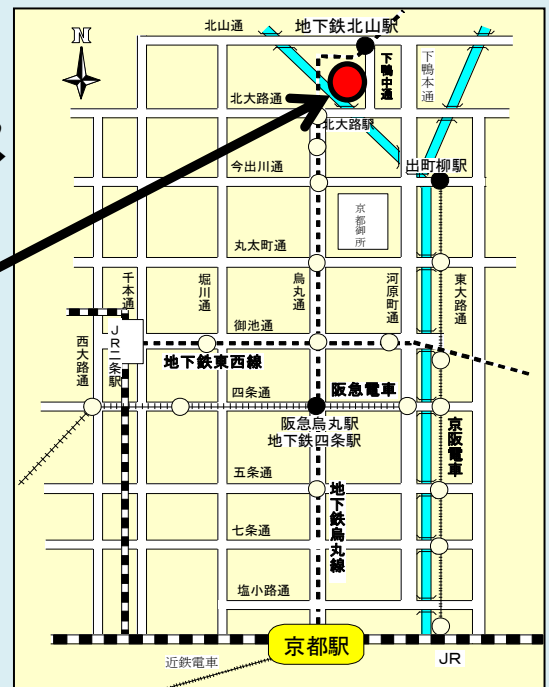 北山通
地下鉄北山駅
N
下鴨中通
下鴨本通
北大路通
北大路駅
今出川通
出町柳駅
京都御所
丸太町通
千本通
堀川通
烏丸通
河原町通
東大路通
御池通
JR二条駅
西大路通
地下鉄東西線
四条通
阪急電車
阪急烏丸駅
地下鉄四条駅
京阪電車
五条通
地下鉄烏丸線
七条通
塩小路通
京都駅
近鉄電車
JR